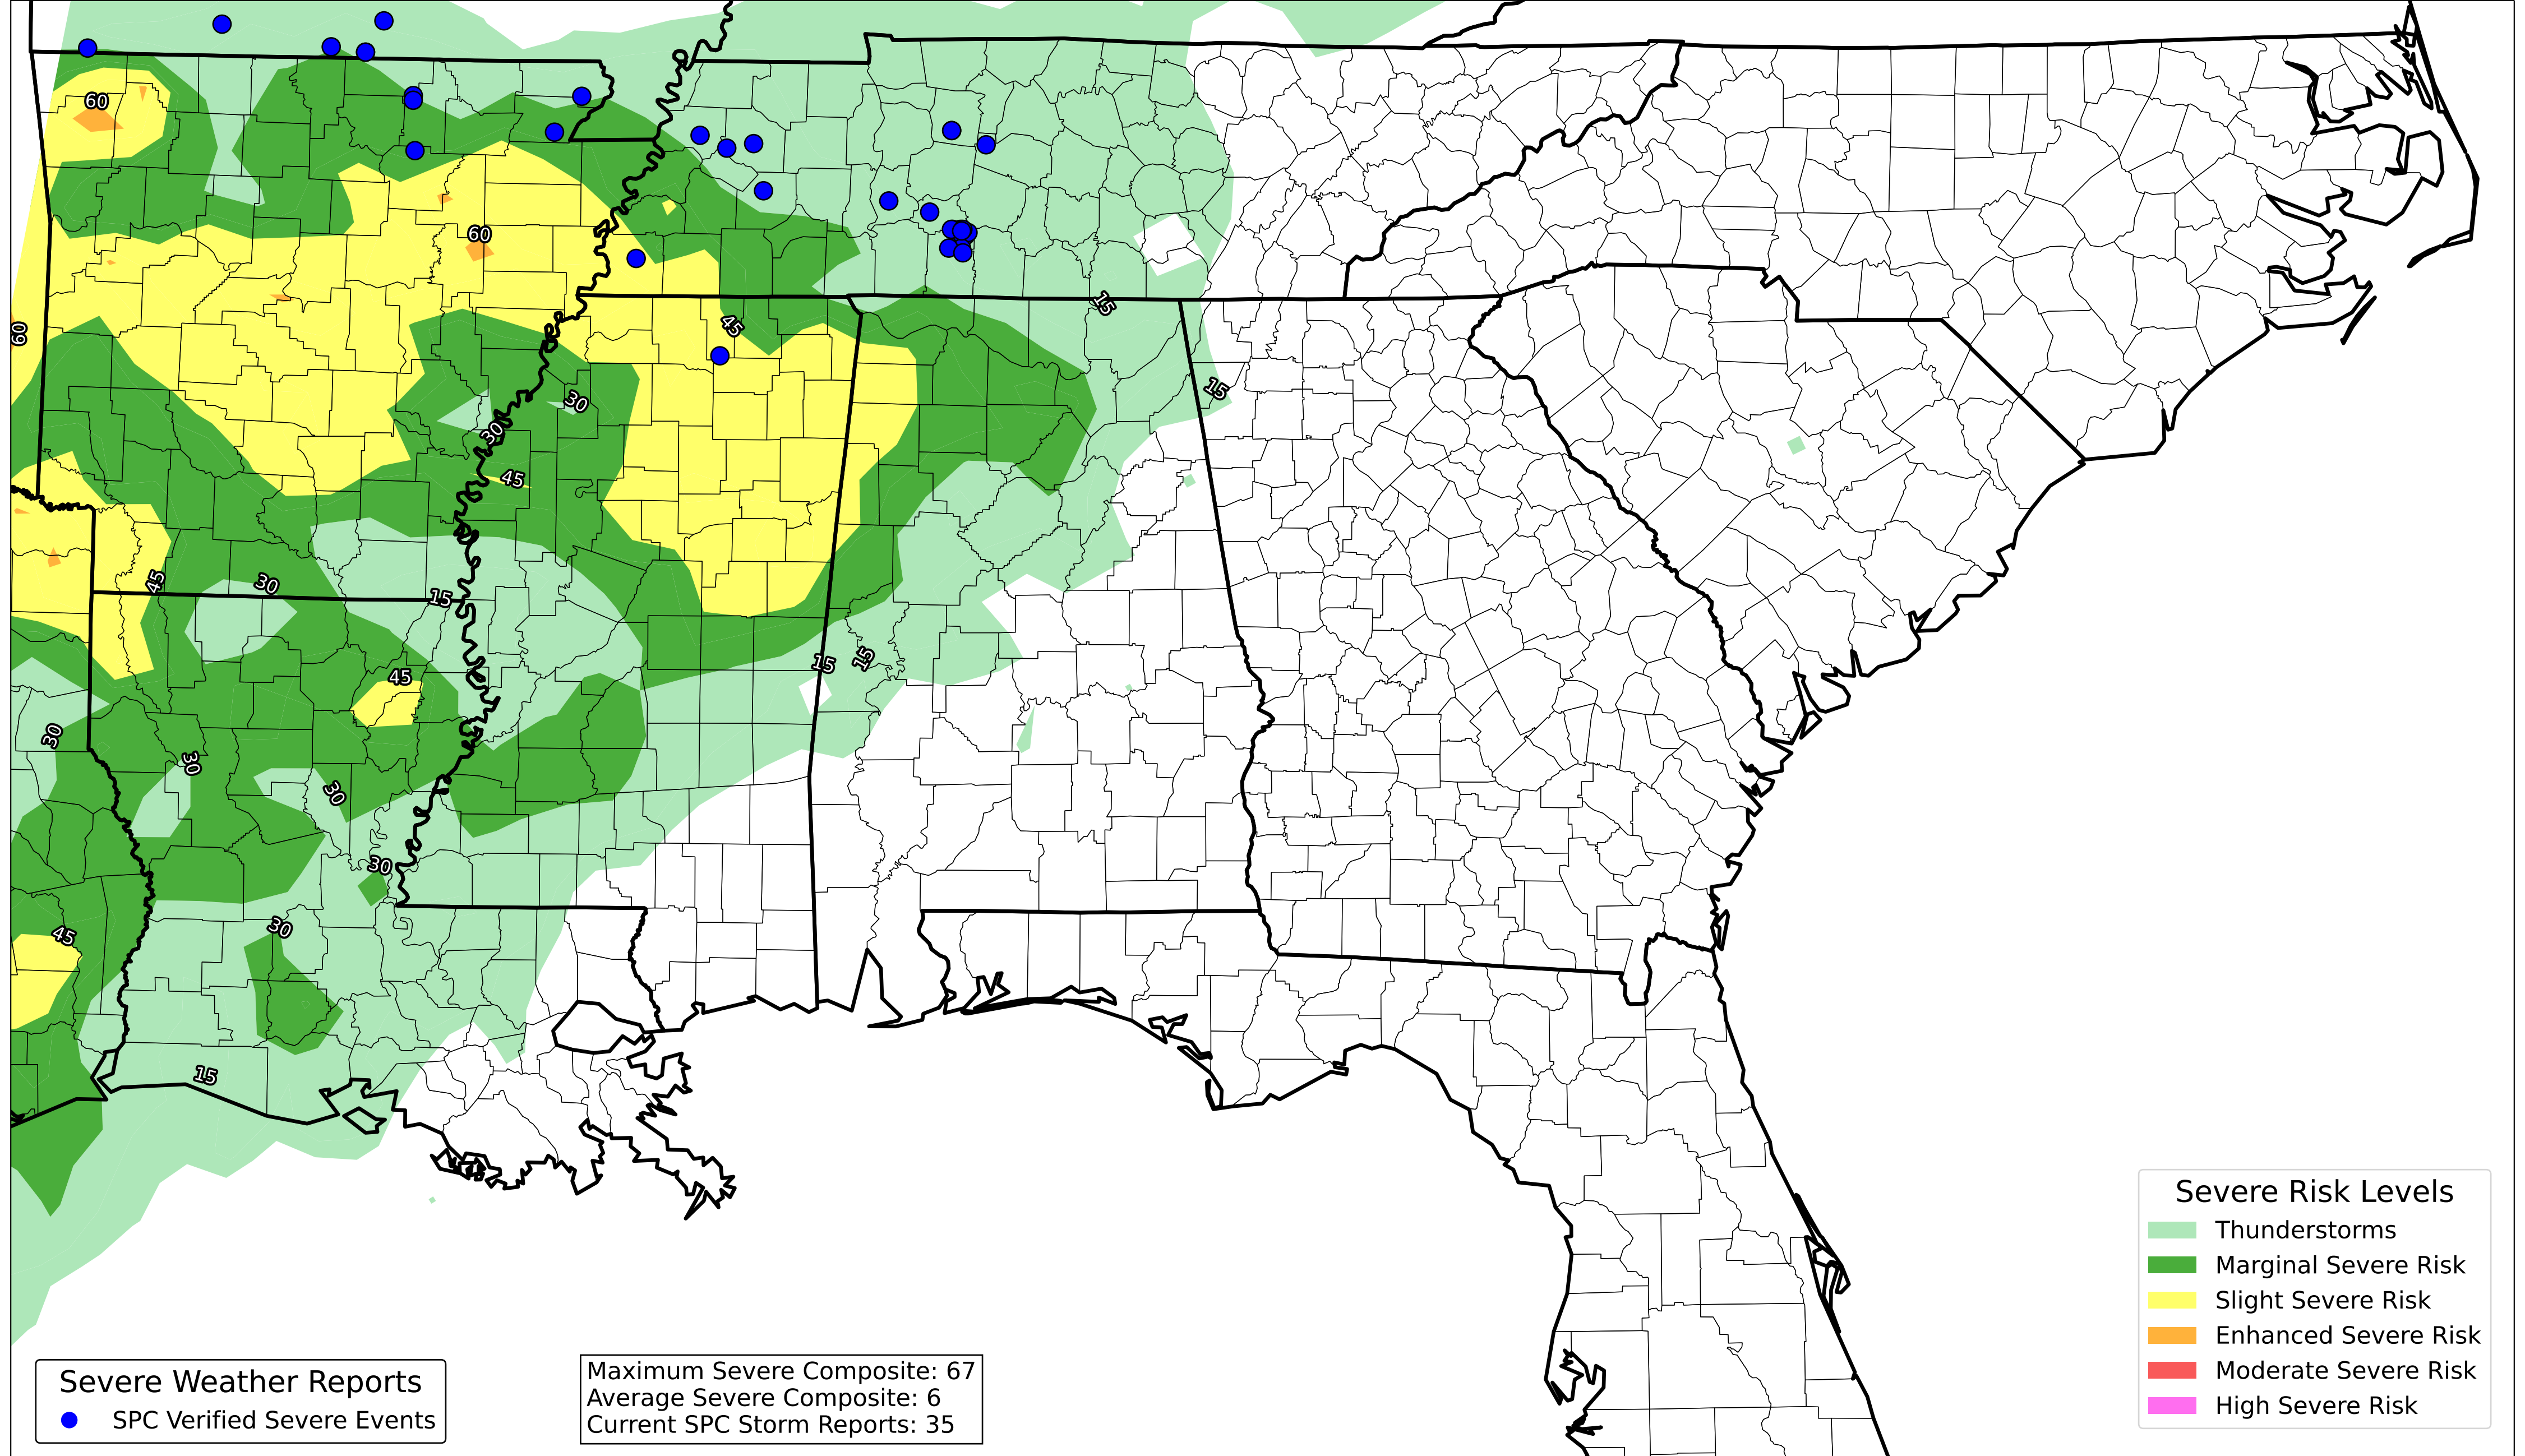 60
60
15
60
45
15
30
30
45
45
30
15
15
15
45
30
30
30
30
45
30
15
Severe Risk Levels
Thunderstorms
Marginal Severe Risk
Slight Severe Risk
Enhanced Severe Risk
Moderate Severe Risk
High Severe Risk
Severe Weather Reports
SPC Verified Severe Events
Maximum Severe Composite: 67
Average Severe Composite: 6
Current SPC Storm Reports: 35